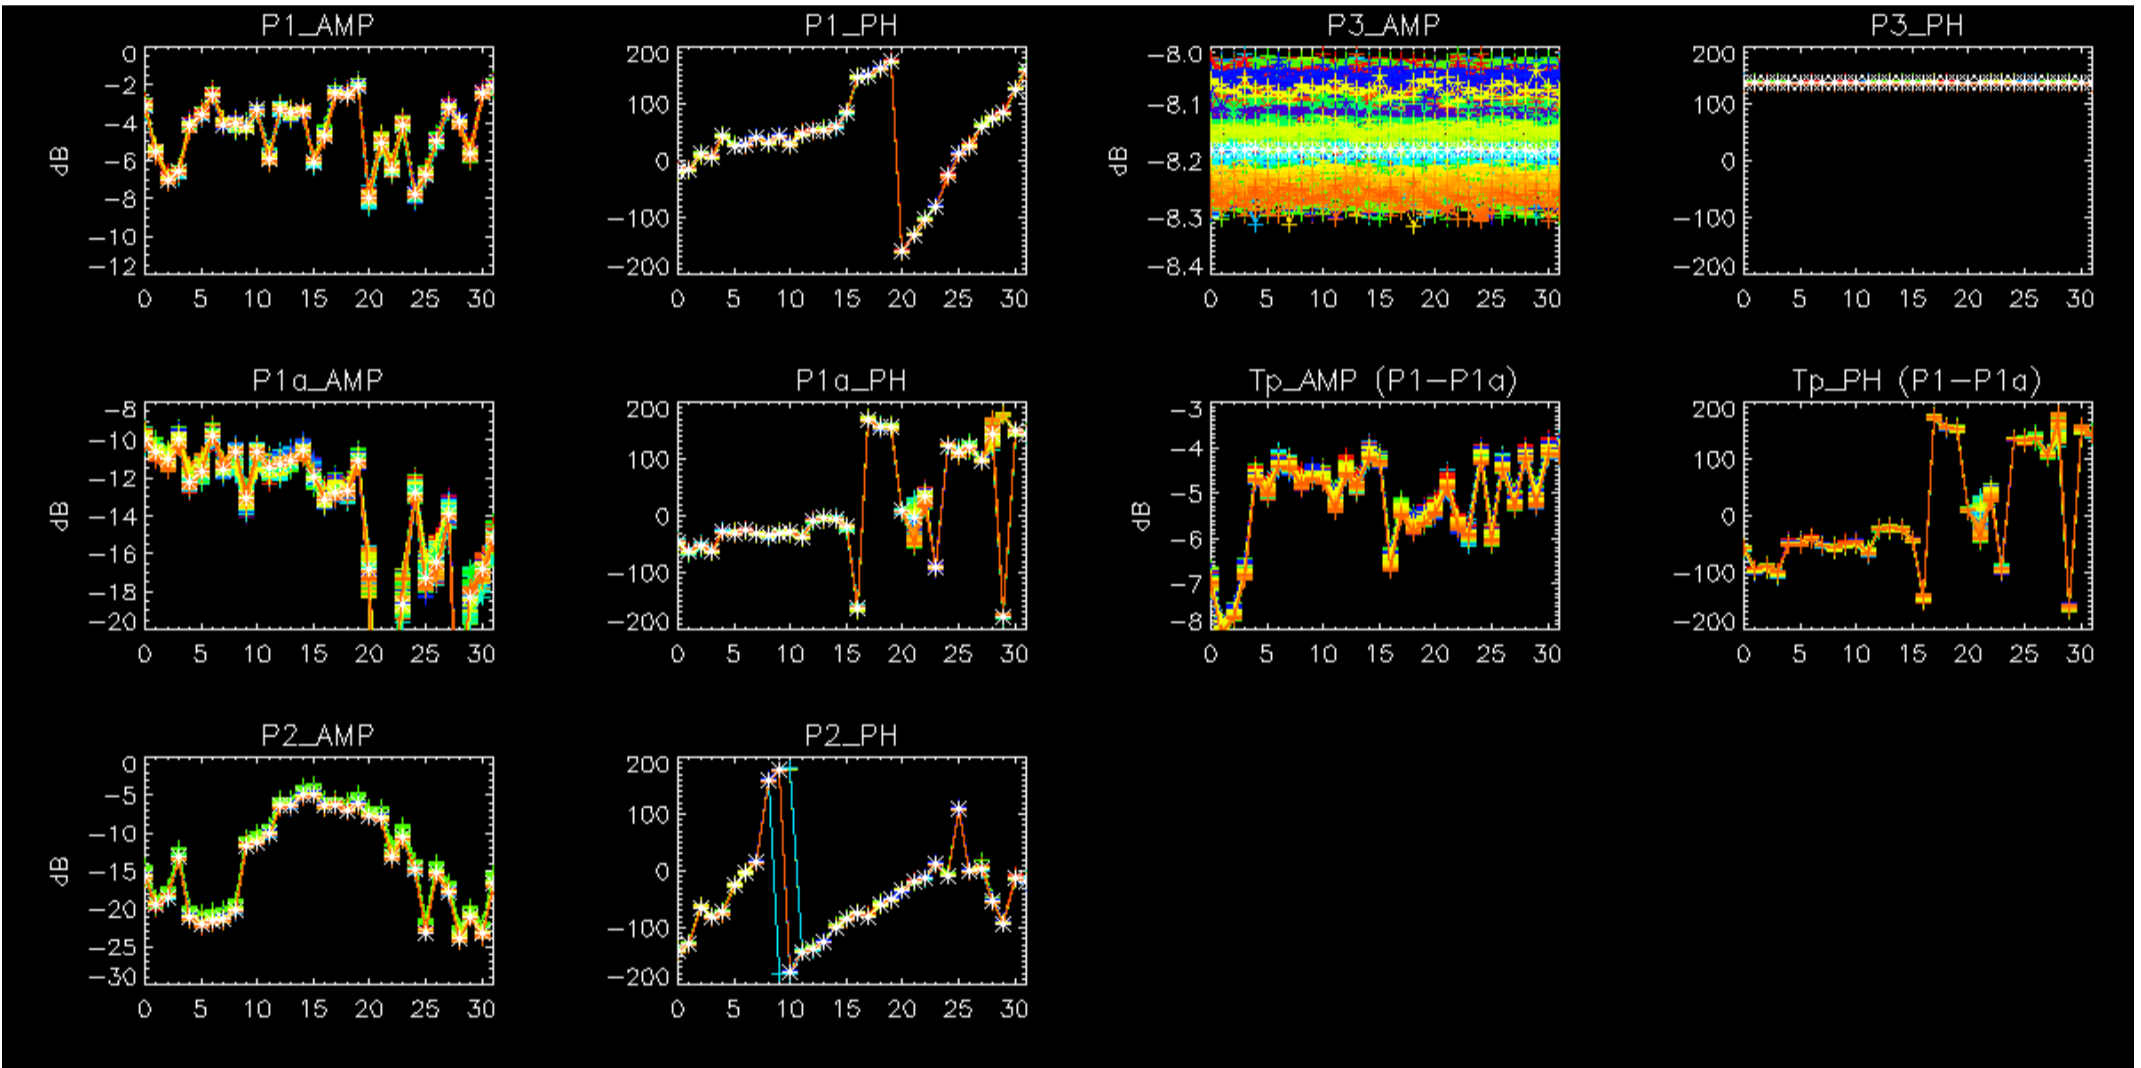 P1_AMP
0
−2
−4
−6
−8
−10
−12
dB
0 5 10 15 20 25 30
P1_PH
200
100
0
−100
−200
0 5 10 15 20 25 30
P3_AMP
−8.0
−8.1
−8.2
−8.3
−8.4
dB
0 5 10 15 20 25 30
P3_PH
200
100
0
−100
−200
0 5 10 15 20 25 30
P1a_AMP
−8
−10
−12
−14
−16
−18
−20
dB
0 5 10 15 20 25 30
P1a_PH
200
100
0
−100
−200
0 5 10 15 20 25 30
Tp_AMP (P1−P1a)
−3
−4
−5
−6
−7
−8
dB
0 5 10 15 20 25 30
Tp_PH (P1−P1a)
200
100
0
−100
−200
0 5 10 15 20 25 30
P2_AMP
0
−5
−10
−15
−20
−25
−30
dB
0 5 10 15 20 25 30
P2_PH
200
100
0
−100
−200
0 5 10 15 20 25 30